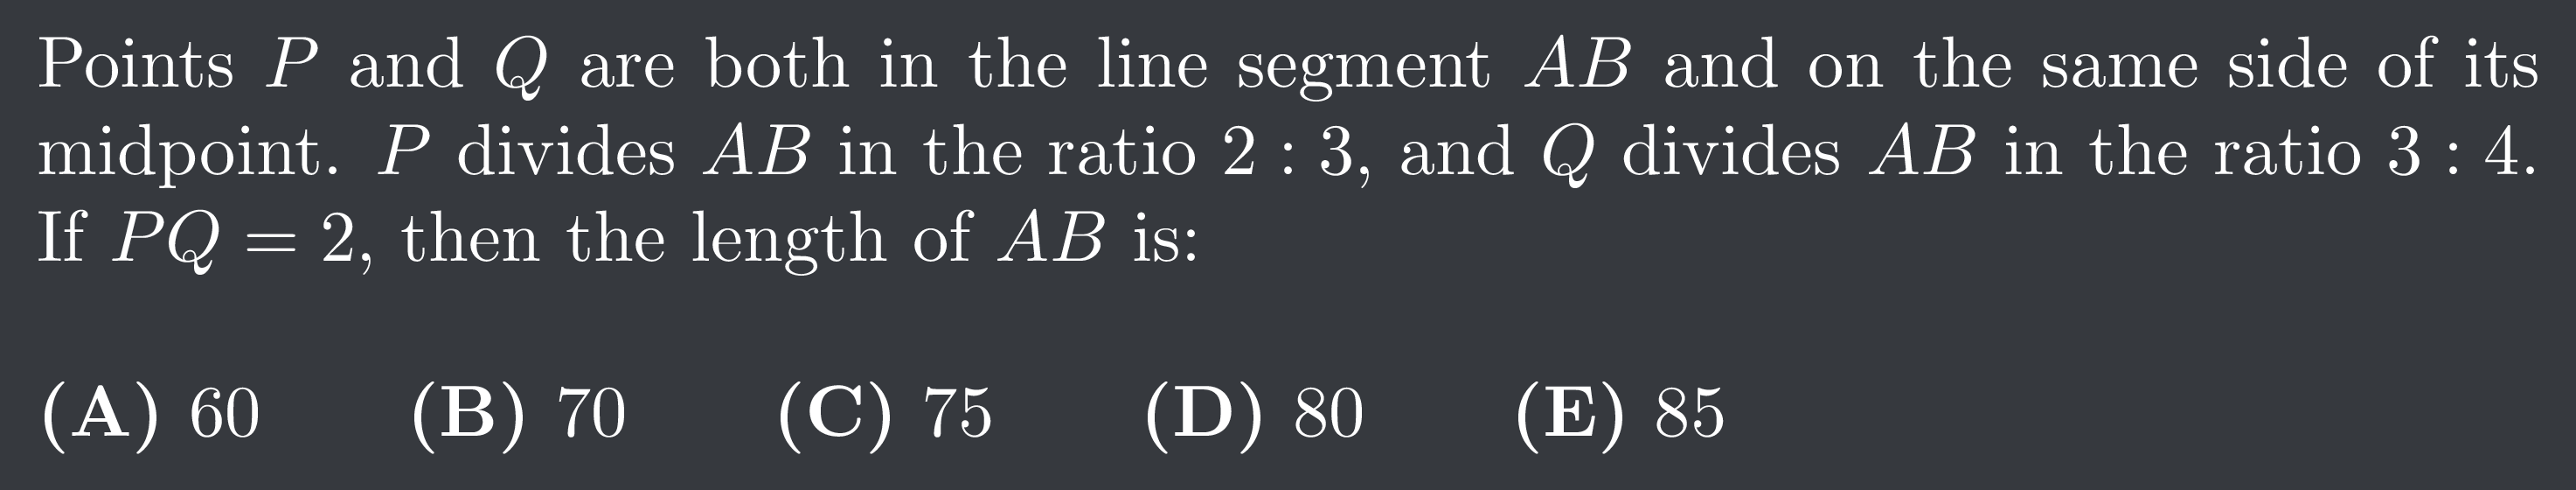 Points P and Q are both in the line segment AB and on the same side of its
midpoint. P divides AB in the ratio 2 : 3, and Q divides AB in the ratio 3 : 4.
If PQ = 2, then the length of AB is:
(A) 60 (B) 70 (C) 75 (D) 80 (E) 85